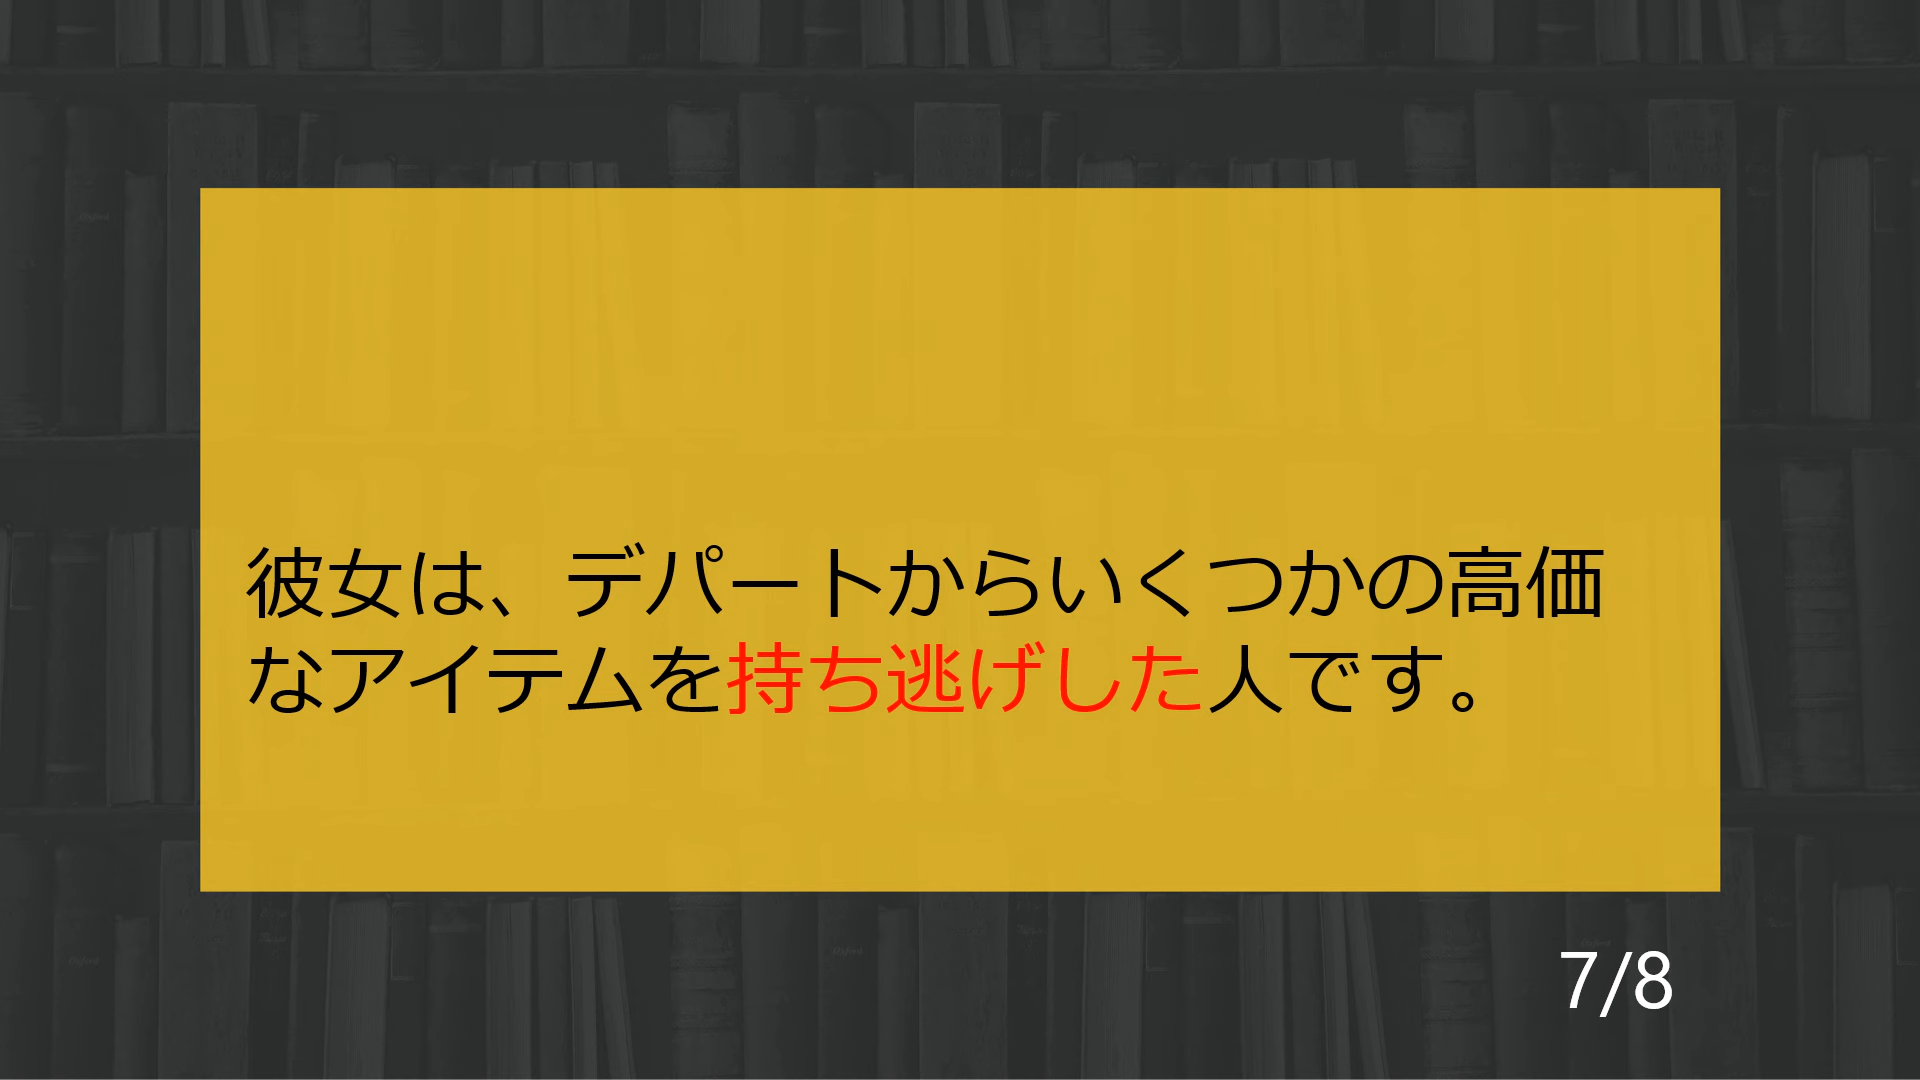 彼女は、デパートからいくつかの高価
なアイテムを持ち逃げした人です。
7/8